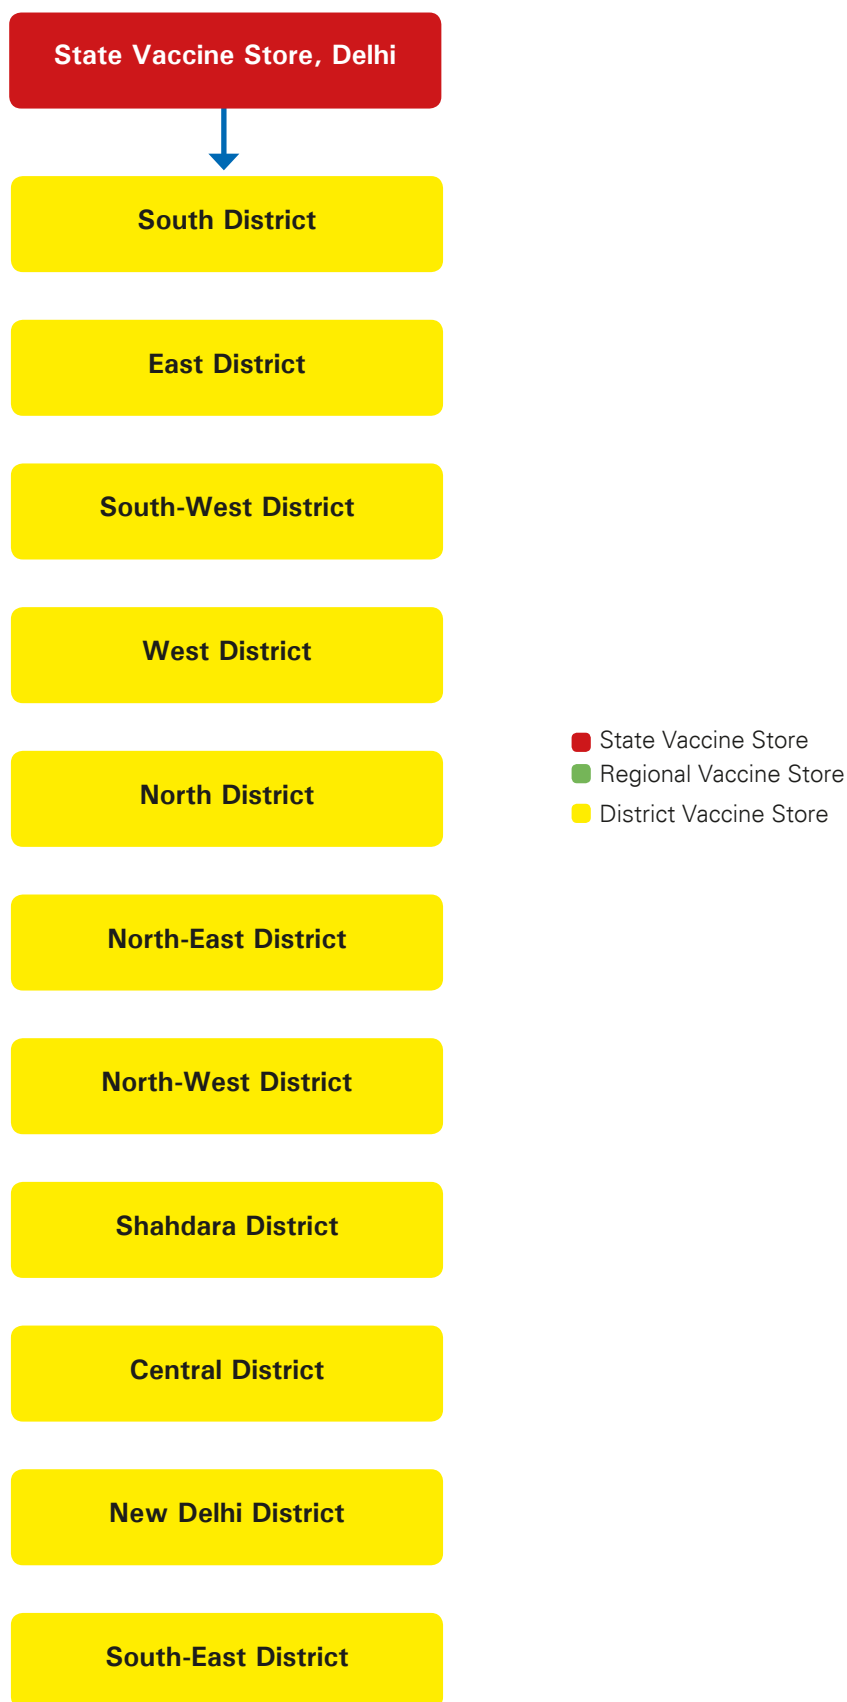 State Vaccine Store, Delhi
South District
East District
South-West District
West District
State Vaccine Store
Regional Vaccine Store
District Vaccine Store
North District
North-East District
North-West District
Shahdara District
Central District
New Delhi District
South-East District